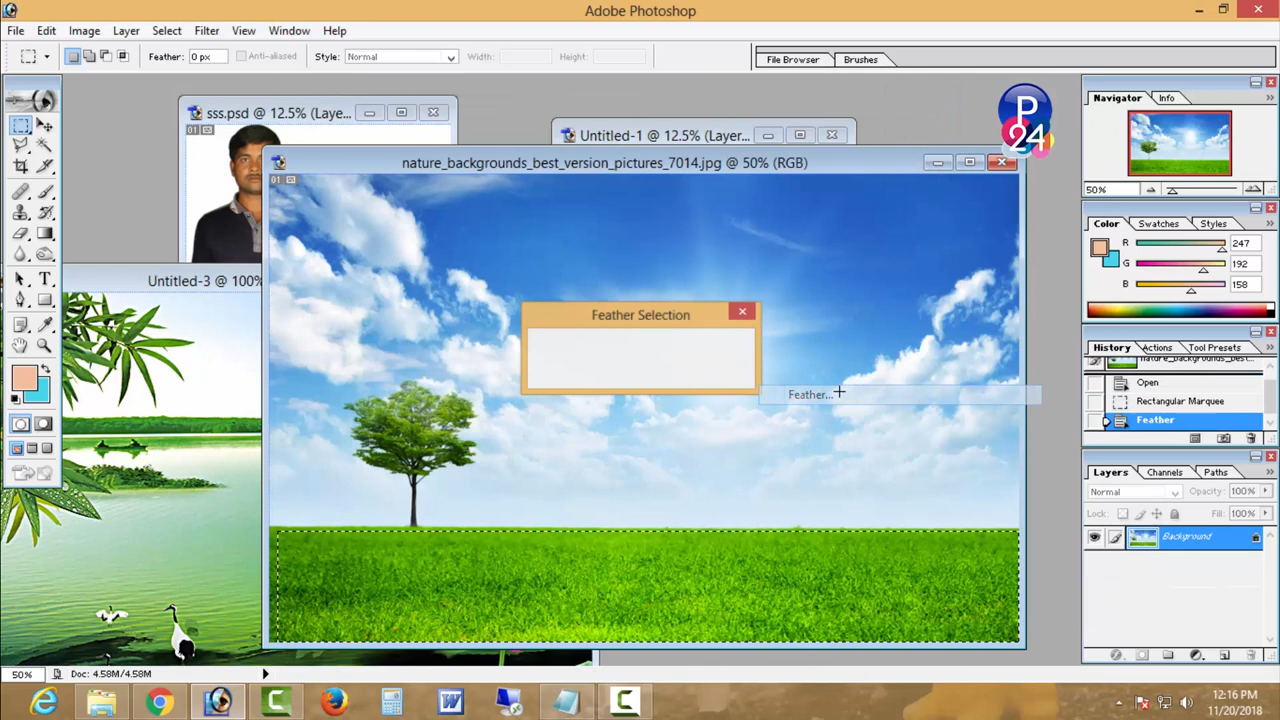 Adobe Photoshop
File Edit Image Layer Select Filter View Window Help
Feather: 0 px Anti-aliased Style: Normal Width: Height: File Browser Brushes
sss.psd @ 12.5% (Laye...
01
Untitled-1 @ 12.5% (Layer...
P
24
nature_backgrounds_best_version_pictures_7014.jpg @ 50% (RGB)
01
Untitled-3 @ 100%
Feather Selection
Feather...
Navigator Info
50%
Color Swatches Styles
R 247
G 192
B 158
History Actions Tool Presets
nature_backgrounds_best...
Open
Rectangular Marquee
Feather
Layers Channels Paths
Normal Opacity: 100%
Lock: Fill: 100%
Background
50% Doc: 4.58M/4.58M
12:16 PM
11/20/2018